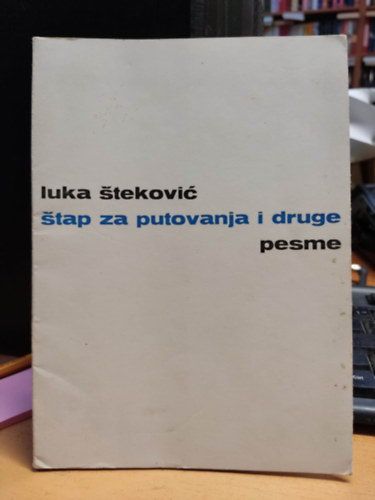 luka šteković
štap za putovanja i druge
pesme